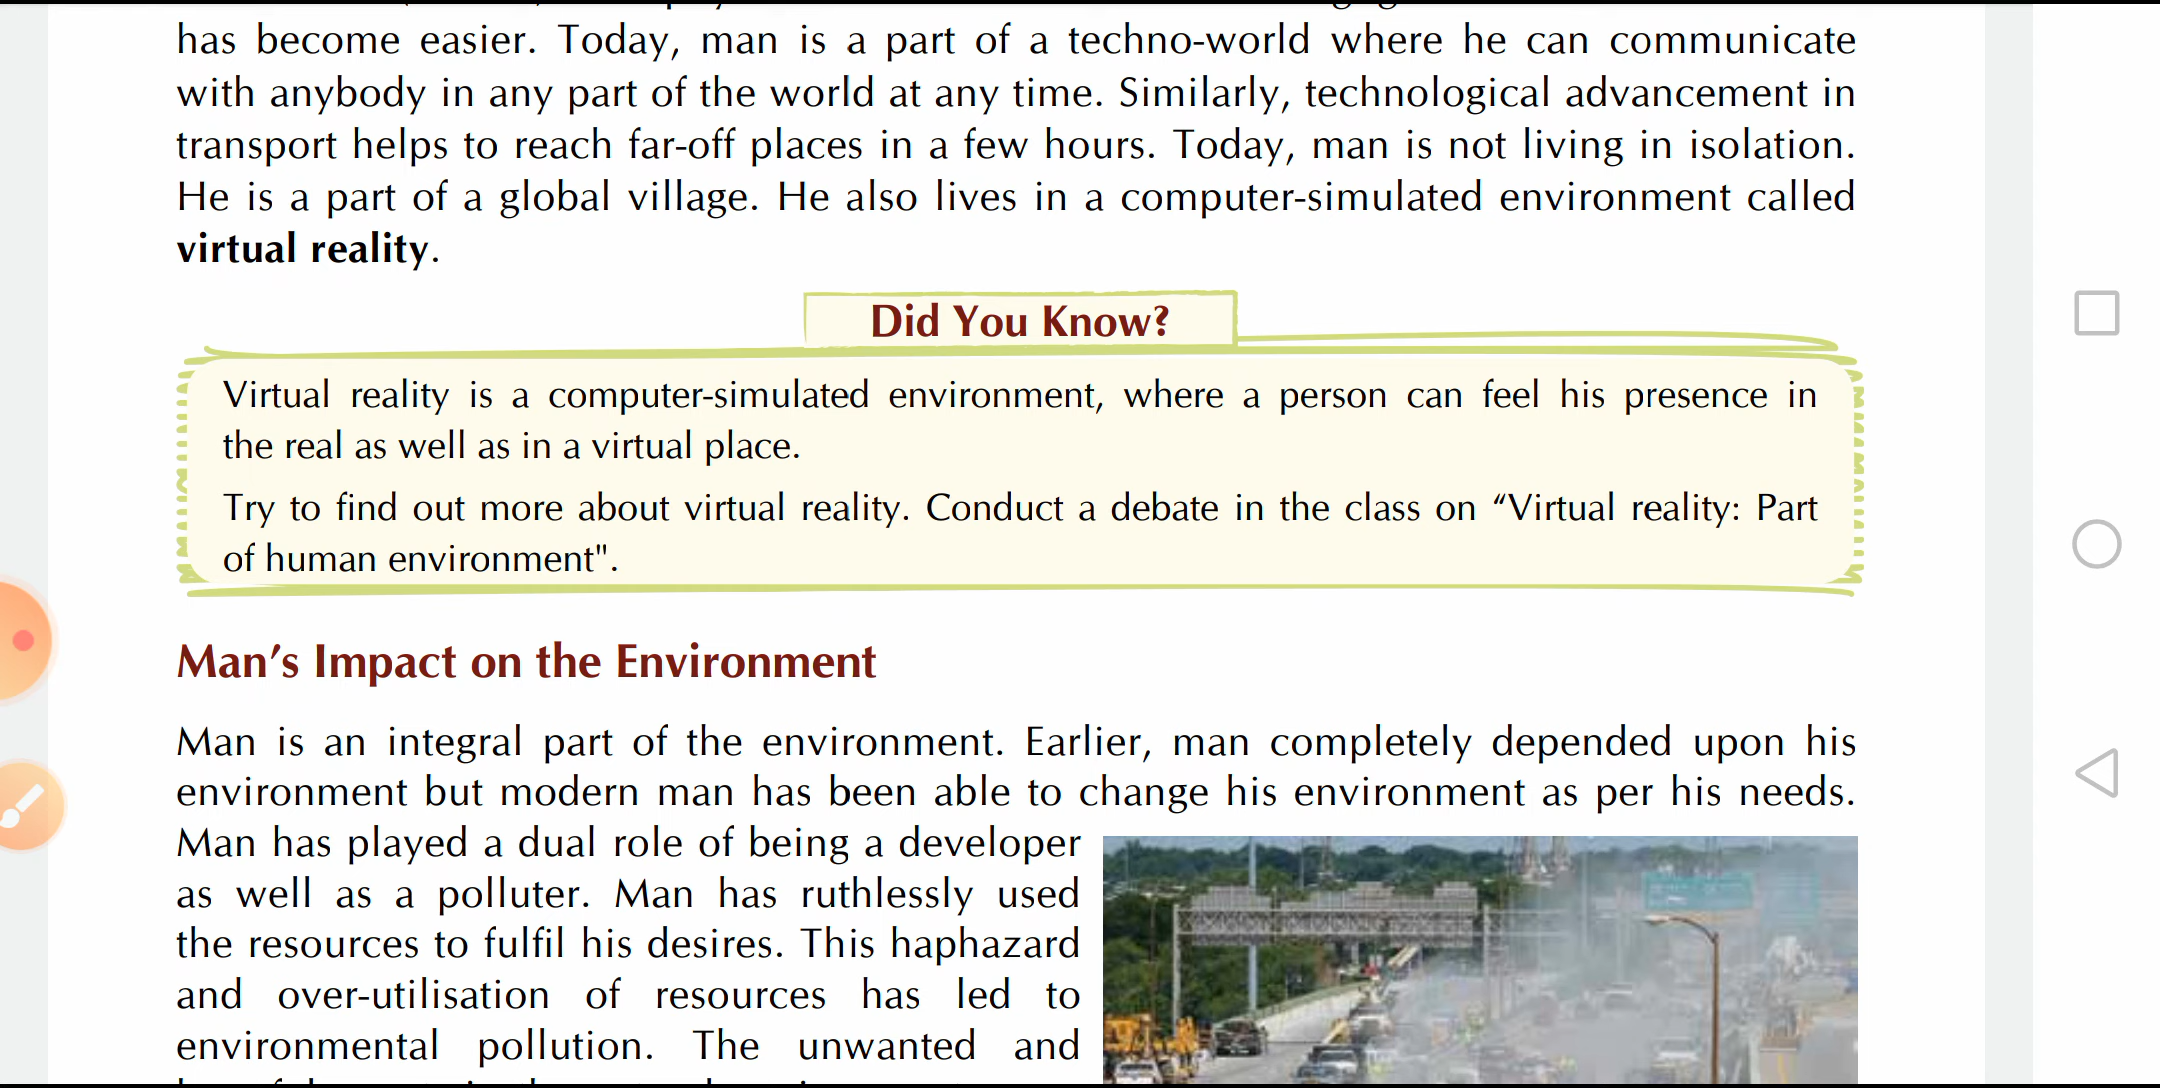 has become easier. Today, man is a part of a techno-world where he can communicate
with anybody in any part of the world at any time. Similarly, technological advancement in
transport helps to reach far-off places in a few hours. Today, man is not living in isolation.
He is a part of a global village. He also lives in a computer-simulated environment called
virtual reality.
Did You Know?
Virtual reality is a computer-simulated environment, where a person can feel his presence in
the real as well as in a virtual place.
Try to find out more about virtual reality. Conduct a debate in the class on “Virtual reality: Part
of human environment".
Man’s Impact on the Environment
Man is an integral part of the environment. Earlier, man completely depended upon his
environment but modern man has been able to change his environment as per his needs.
Man has played a dual role of being a developer
as well as a polluter. Man has ruthlessly used
the resources to fulfil his desires. This haphazard
and over-utilisation of resources has led to
environmental pollution. The unwanted and